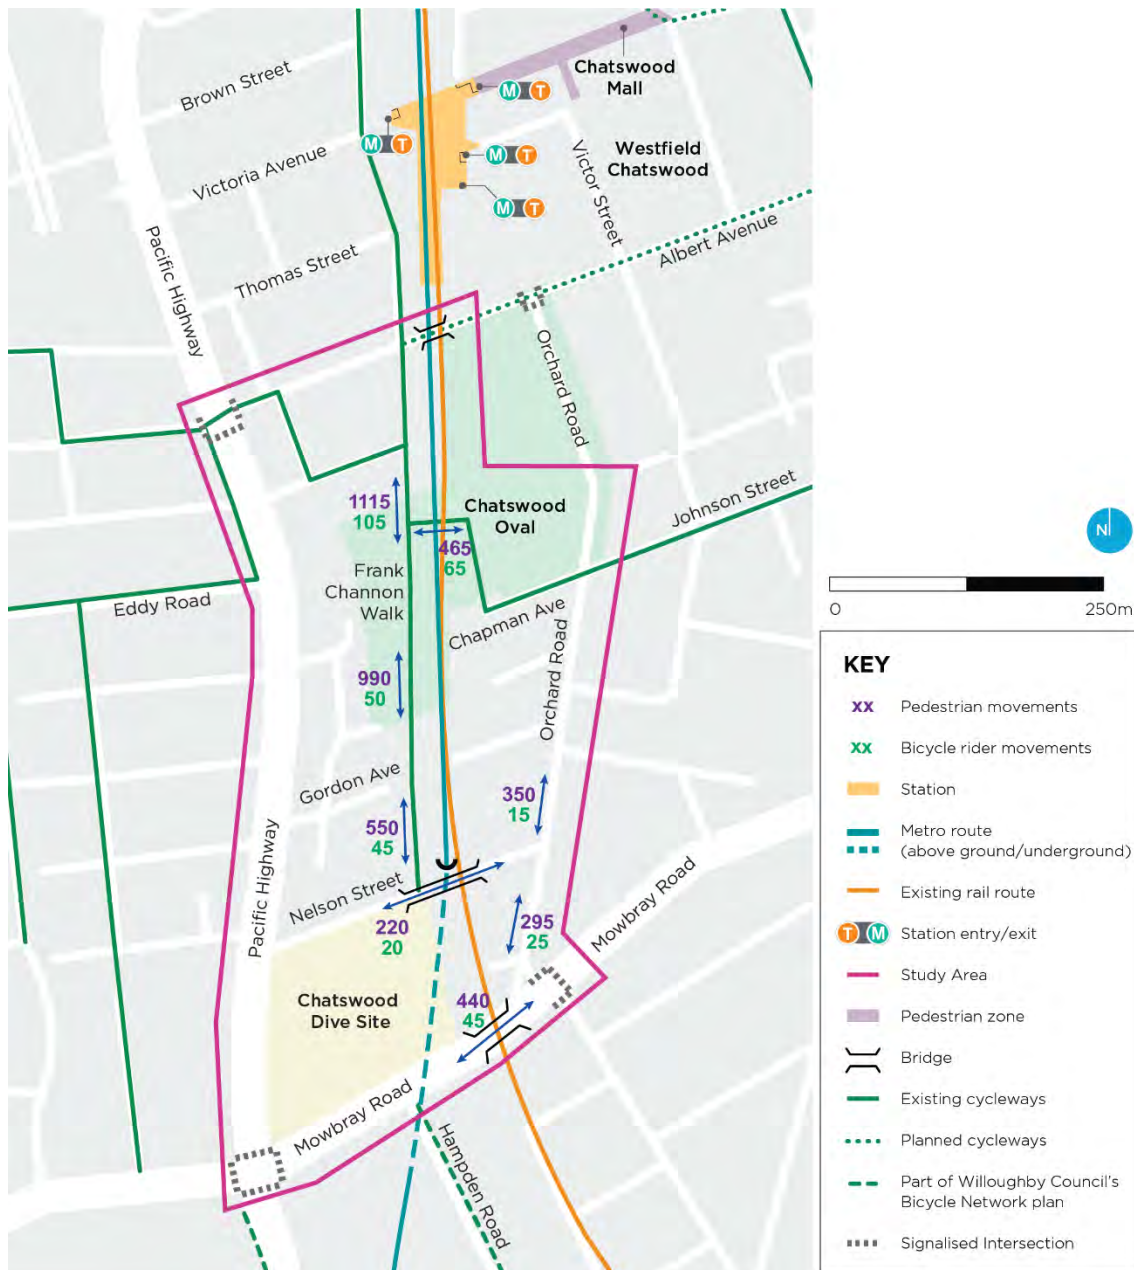 Chatswood
Mall
Brown Street
M T
M T
Victoria Avenue
M T
Westfield
Chatswood
Victor Street
M T
Pacific Highway
Albert Avenue
Thomas Street
Orchard Road
1115
105
Chatswood
Oval
Johnson Street
465
65
Frank
Channon
Walk
Eddy Road
Chapman Ave
Orchard Road
990
50
Gordon Ave
350
15
550
45
Pacific Highway
Nelson Street
220
20
295
25
Mowbray Road
Chatswood
Dive Site
440
45
Mowbray Road
Hampden Road
N
0 250m
KEY
xx Pedestrian movements
xx Bicycle rider movements
Station
Metro route
(above ground/underground)
Existing rail route
T M Station entry/exit
Study Area
Pedestrian zone
Bridge
Existing cycleways
Planned cycleways
Part of Willoughby Council's
Bicycle Network plan
Signalised Intersection